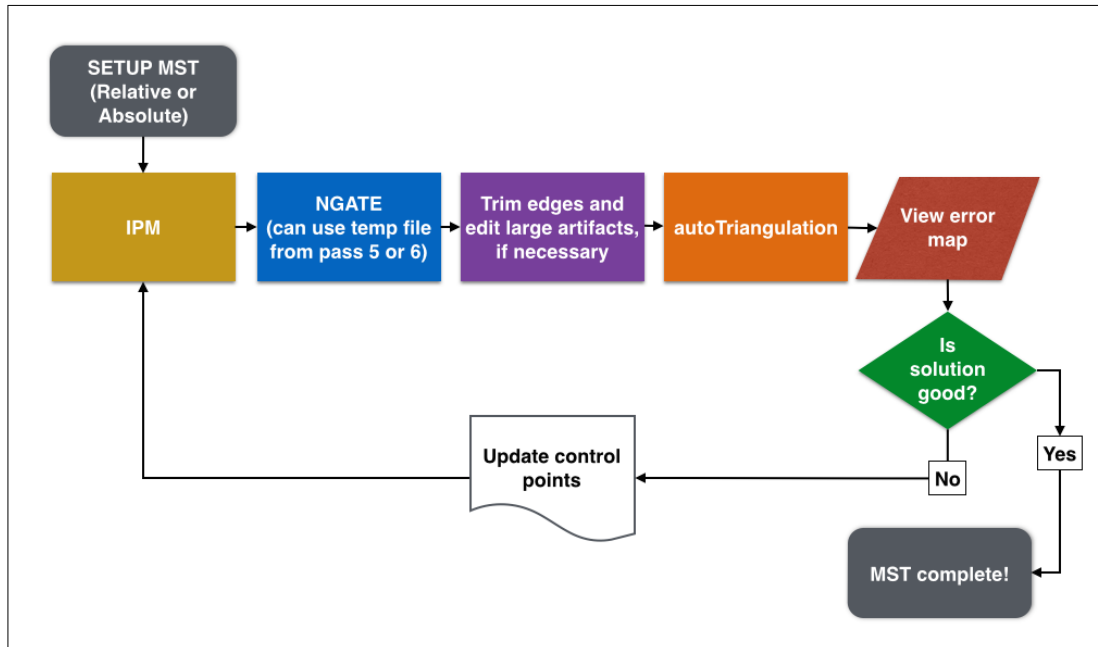 SETUP MST
(Relative or
Absolute)
IPM
NGATE
(can use temp file
from pass 5 or 6)
Trim edges and
edit large artifacts,
if necessary
autoTriangulation
View error
map
Is
solution
good?
Yes
No
Update control
points
MST complete!